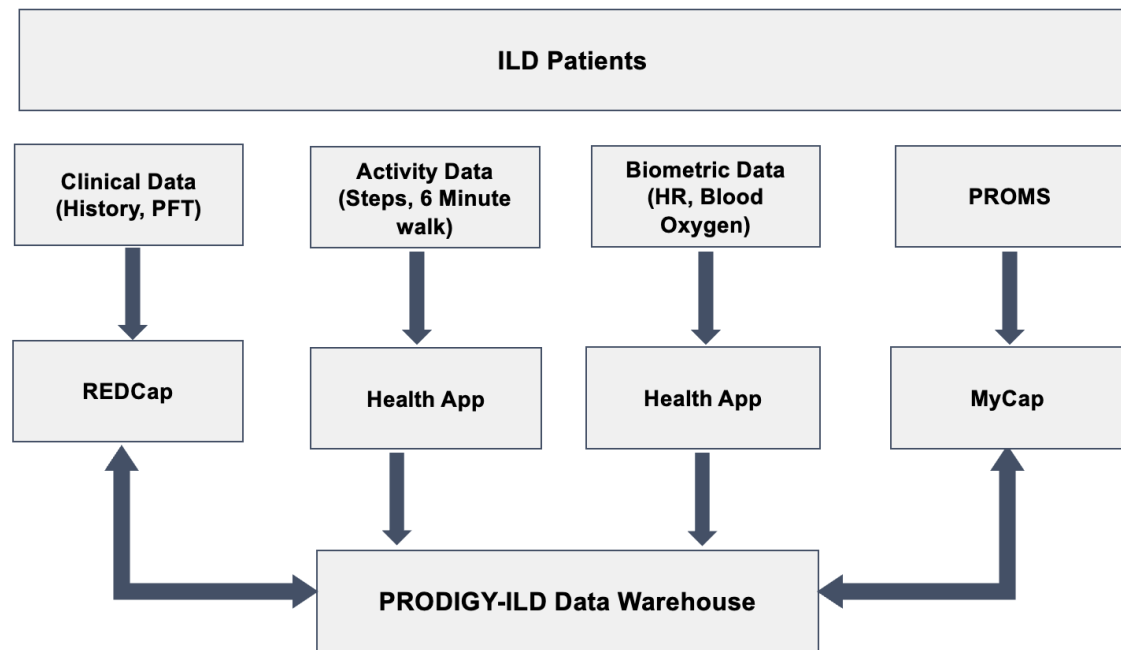 ILD Patients
Clinical Data
(History, PFT)
Activity Data
(Steps, 6 Minute
walk)
Biometric Data
(HR, Blood
Oxygen)
PROMS
REDCap
Health App
Health App
MyCap
PRODIGY-ILD Data Warehouse